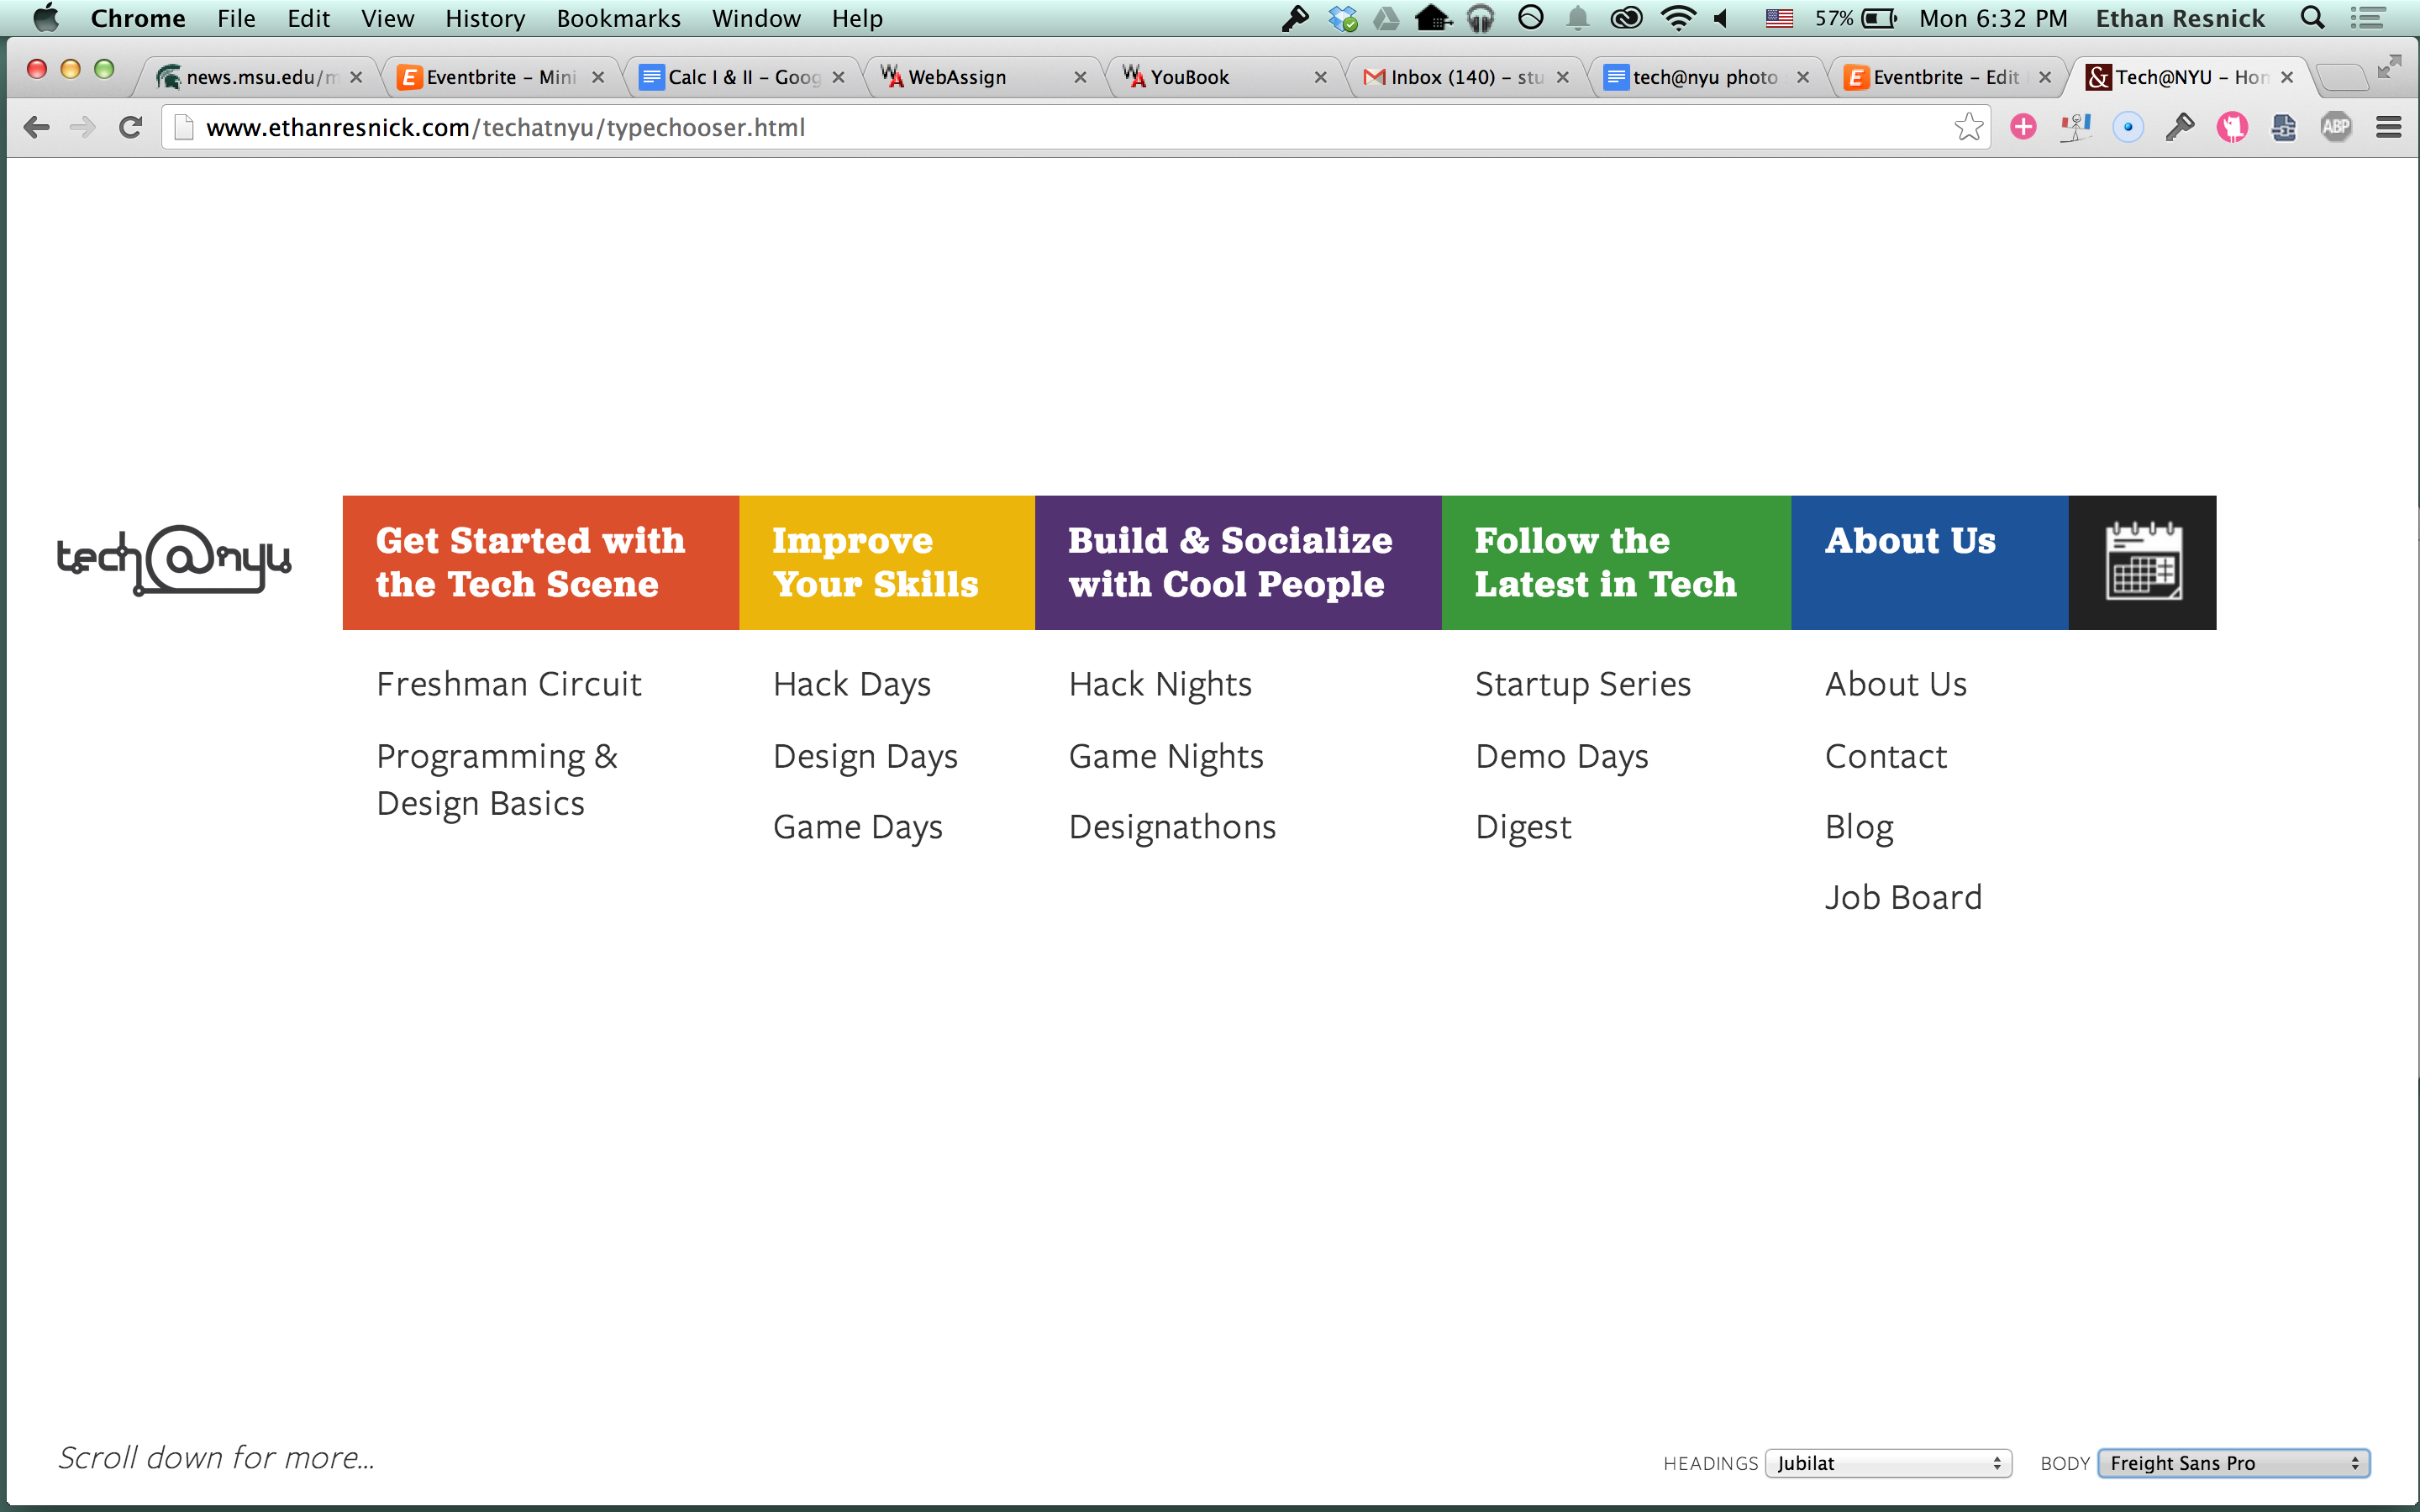 Chrome File Edit View History Bookmarks Window Help 57% Mon 6:32 PM Ethan Resnick
news.msu.edu/m Eventbrite – Mini Calc I & II – Goog WebAssign YouBook Inbox (140) – stu tech@nyu photo Eventbrite – Edit Tech@NYU – Hom
www.ethanresnick.com/techatnyu/typechooser.html ABP
tech@nyu
Get Started with
the Tech Scene
Freshman Circuit
Programming &
Design Basics
Improve
Your Skills
Hack Days
Design Days
Game Days
Build & Socialize
with Cool People
Hack Nights
Game Nights
Designathons
Follow the
Latest in Tech
Startup Series
Demo Days
Digest
About Us
About Us
Contact
Blog
Job Board
Scroll down for more...
HEADINGS Jubilat BODY Freight Sans Pro